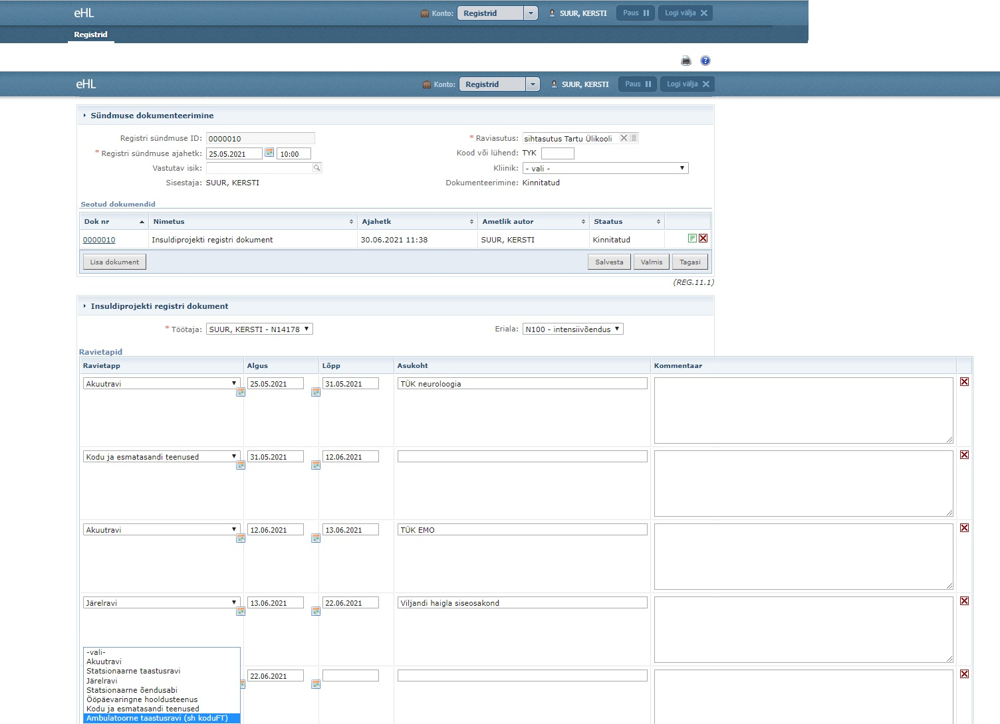 eHL Konto: Registrid SUUR, KERSTI Paus Logi välja
Registrid
eHL Konto: Registrid SUUR, KERSTI Paus Logi välja
Sündmuse dokumenteerimine
Registri sündmuse ID: 0000010 * Raviasutus: sihtasutus Tartu Ülikooli
* Registri sündmuse ajahetk: 25.05.2021 10:00 Kood või lühend: TYK
Vastutav isik: Kliinik: - vali -
Sisestaja: SUUR, KERSTI Dokumenteerimine: Kinnitatud
Seotud dokumendid
Dok nr Nimetus Ajahetk Ametlik autor Staatus
0000010 Insuldiprojekti registri dokument 30.06.2021 11:38 SUUR, KERSTI Kinnitatud
Lisa dokument Salvesta Valmis Tagasi
(REG.11.1)
Insuldiprojekti registri dokument
* Töötaja: SUUR, KERSTI - N14178 Eriala: N100 - intensiivõendus
Ravietapid
Ravietapp Algus Lõpp Asukoht Kommentaar
Akuutravi 25.05.2021 31.05.2021 TÜK neuroloogia
Kodu ja esmatasandi teenused 31.05.2021 12.06.2021
Akuutravi 12.06.2021 13.06.2021 TÜK EMO
Järelravi 13.06.2021 22.06.2021 Viljandi haigla siseosakond
-vali-
Akuutravi
Statsionaarne taastusravi
22.06.2021
Järelravi
Statsionaarne õendusabi
Ööpäevaringne hooldusteenus
Kodu ja esmatasandi teenused
Ambulatoorne taastusravi (sh koduFT)